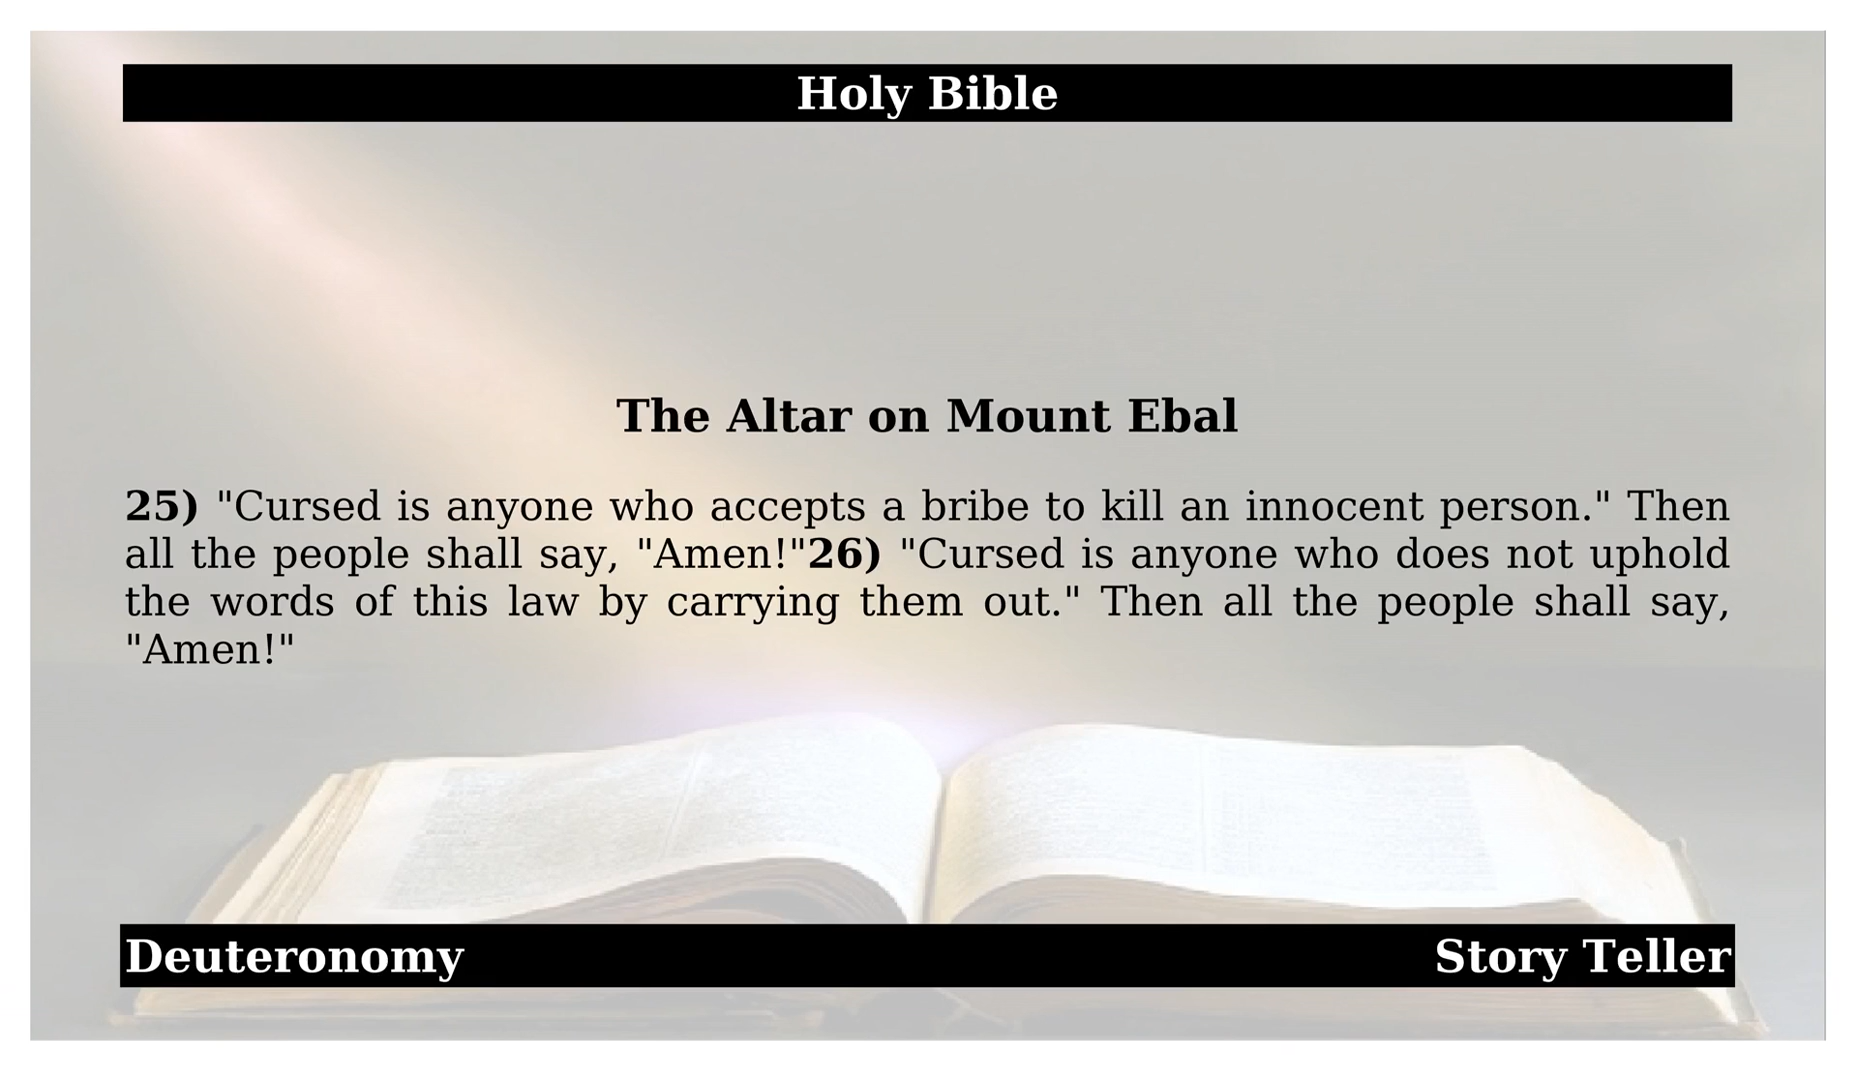 Holy Bible
The Altar on Mount Ebal
25) "Cursed is anyone who accepts a bribe to kill an innocent person." Then
all the people shall say, "Amen!"26) "Cursed is anyone who does not uphold
the words of this law by carrying them out." Then all the people shall say,
"Amen!"
Deuteronomy
Story Teller